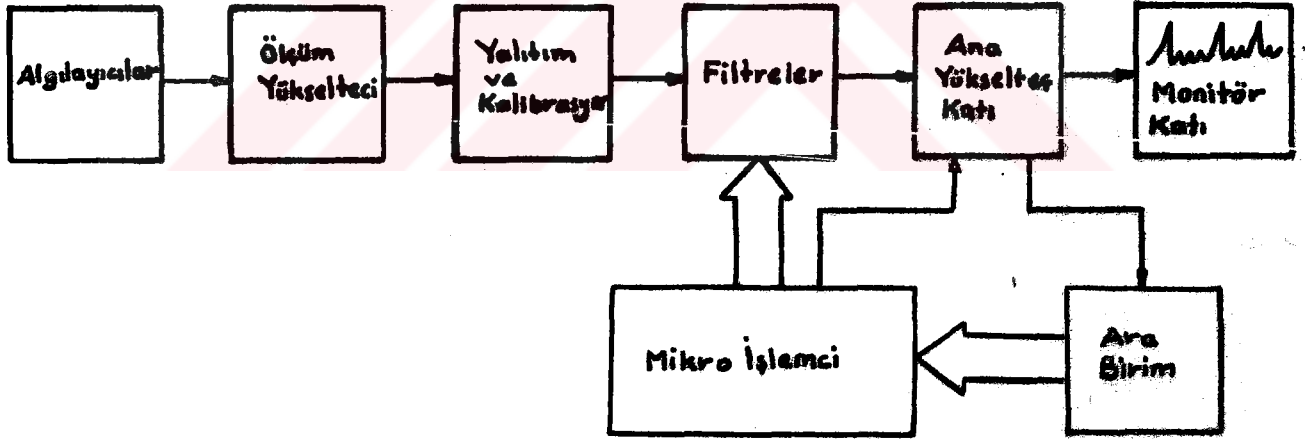 Algılayıcılar
Ölçüm
Yükselteci
Yalıtım
ve
Kalibrasyon
Filtreler
Ana
Yükselteç
Katı
Monitör
Katı
Mikro İşlemci
Ara
Birim